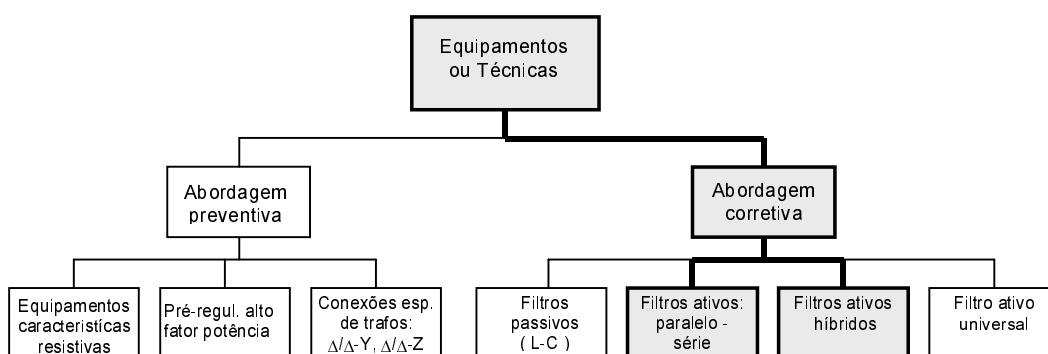 Equipamentos
ou Técnicas
Abordagem
preventiva
Abordagem
corretiva
Equipamentos
caracteristícas
resistivas
Pré-regul. alto
fator potência
Conexões esp.
de trafos:
Δ/Δ-Y, Δ/Δ-Z
Filtros
passivos
( L-C )
Filtros ativos:
paralelo -
série
Filtros ativos
híbridos
Filtro ativo
universal